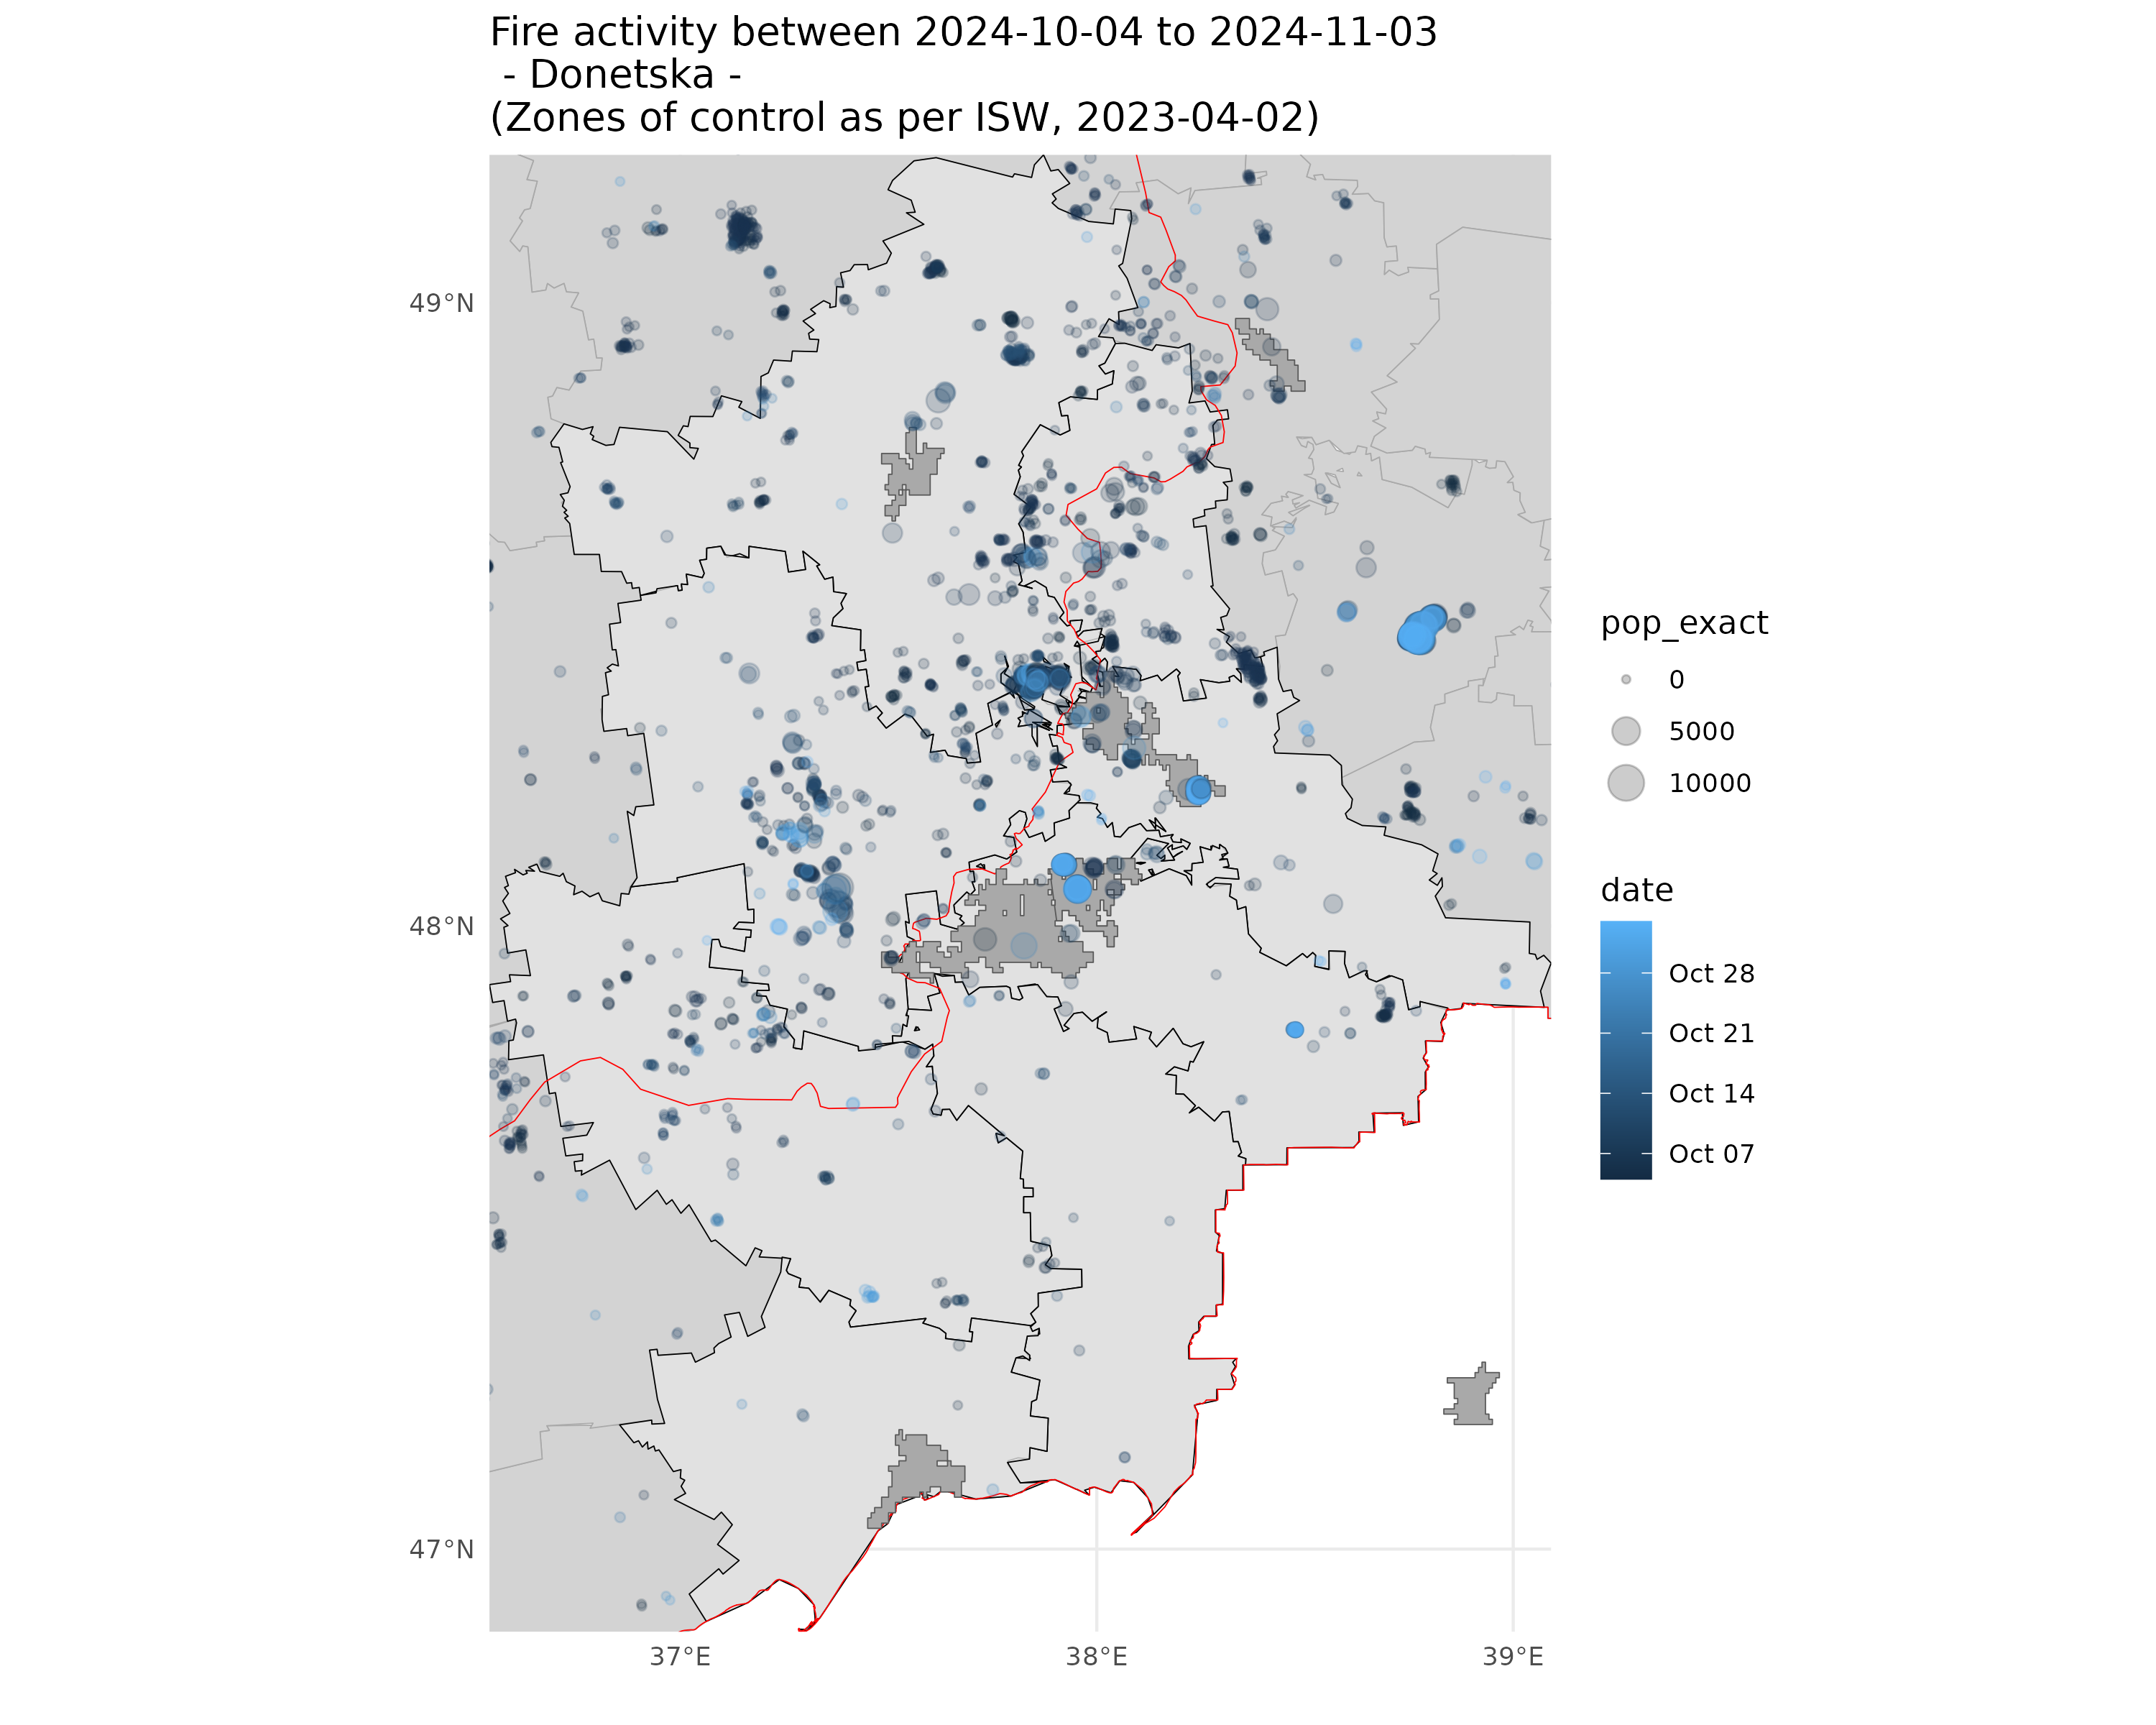 Fire activity between 2024-10-04 to 2024-11-03
- Donetska -
(Zones of control as per ISW, 2023-04-02)
49°N
48°N
47°N
37°E
38°E
39°E
pop_exact
0
5000
10000
date
Oct 28
Oct 21
Oct 14
Oct 07